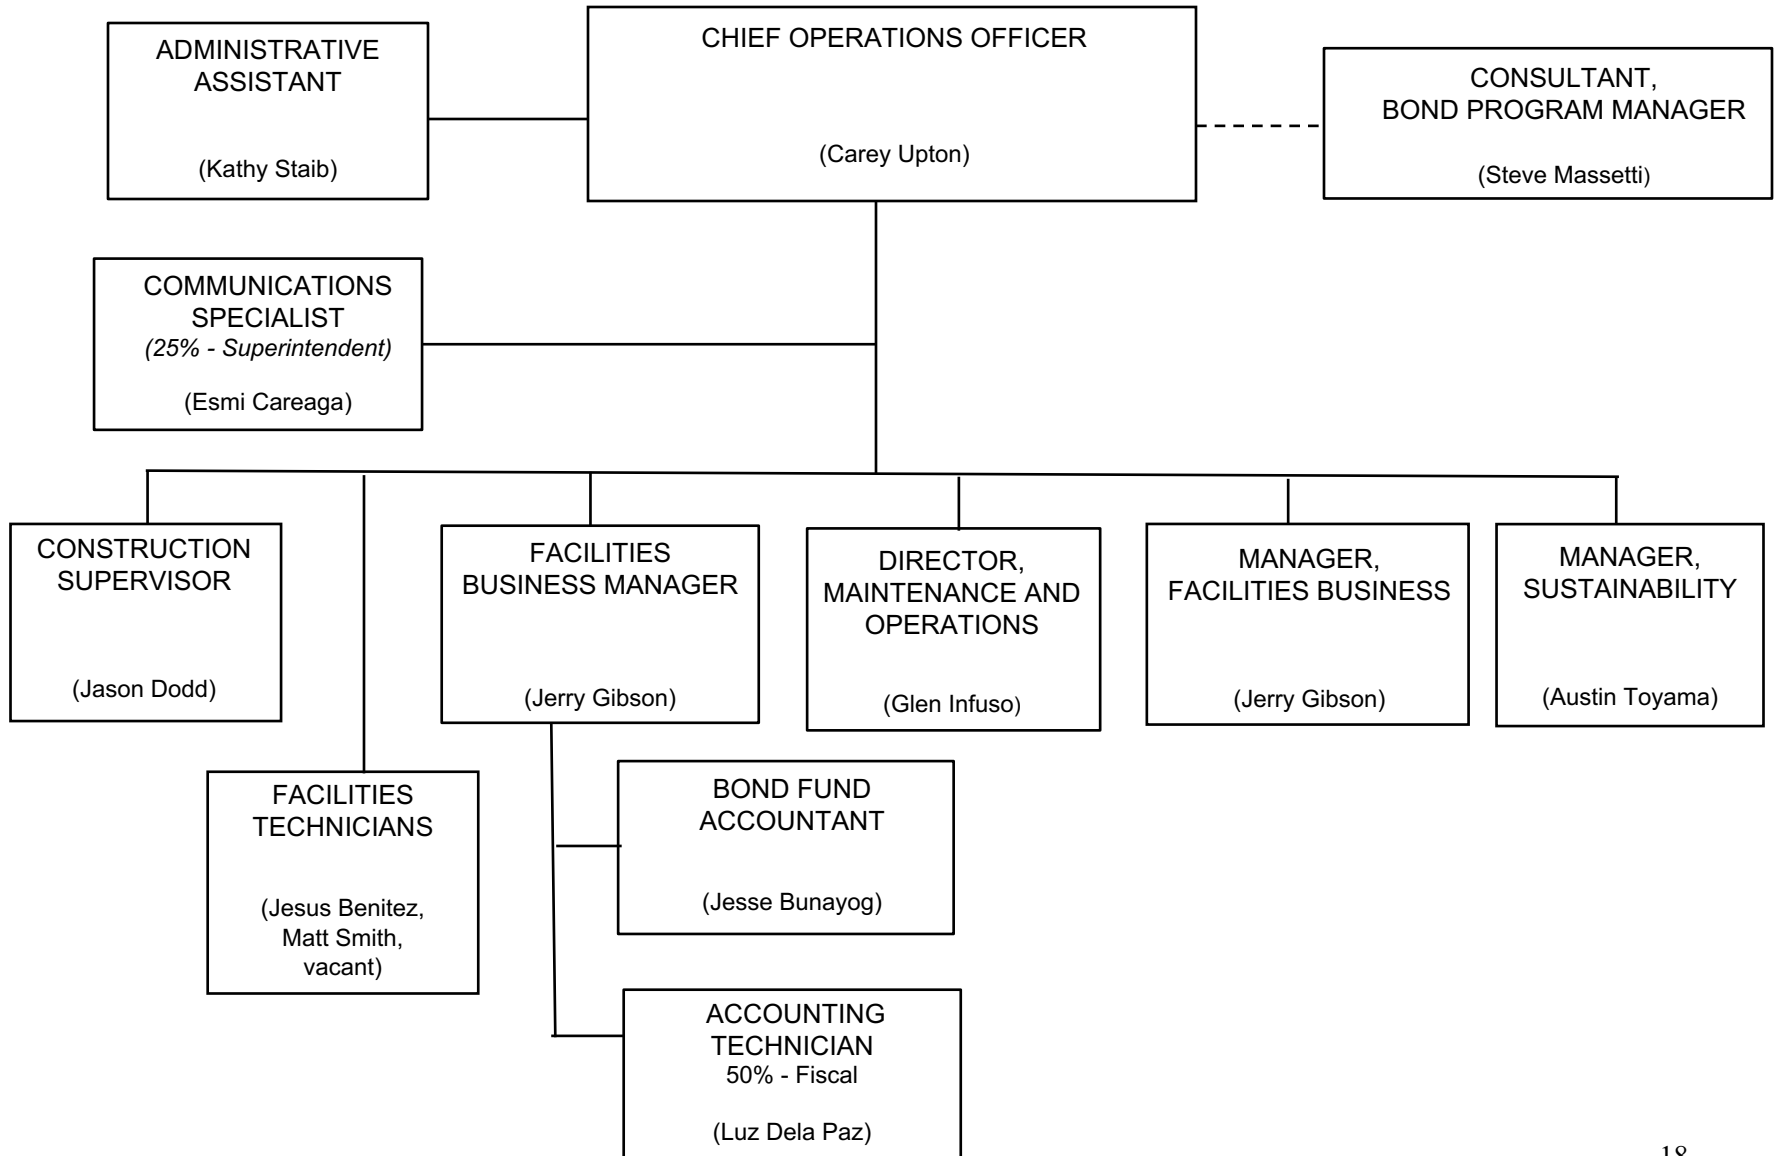 ADMINISTRATIVE
ASSISTANT
(Kathy Staib)
CHIEF OPERATIONS OFFICER
(Carey Upton)
CONSULTANT,
BOND PROGRAM MANAGER
(Steve Massetti)
COMMUNICATIONS
SPECIALIST
(25% - Superintendent)
(Esmi Careaga)
CONSTRUCTION
SUPERVISOR
(Jason Dodd)
FACILITIES
BUSINESS MANAGER
(Jerry Gibson)
DIRECTOR,
MAINTENANCE AND
OPERATIONS
(Glen Infuso)
MANAGER,
FACILITIES BUSINESS
(Jerry Gibson)
MANAGER,
SUSTAINABILITY
(Austin Toyama)
FACILITIES
TECHNICIANS
(Jesus Benitez,
Matt Smith,
vacant)
BOND FUND
ACCOUNTANT
(Jesse Bunayog)
ACCOUNTING
TECHNICIAN
50% - Fiscal
(Luz Dela Paz)
18